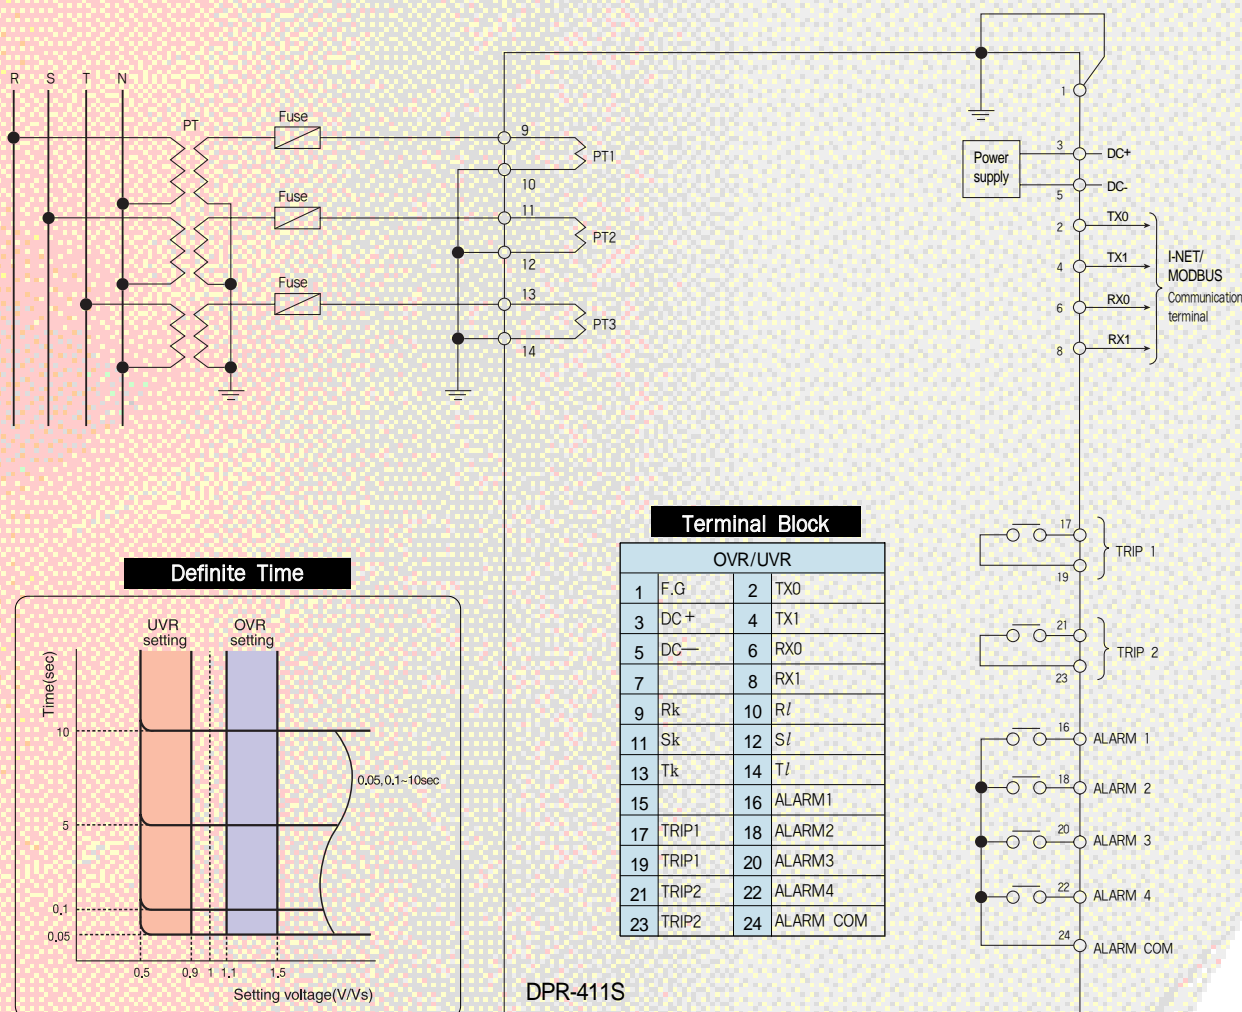 R S T N
PT
Fuse
Fuse
Fuse
9
PT1
10
11
PT2
12
13
PT3
14
1
Power
supply
3
DC+
5
DC-
2
TX0
4
TX1
6
RX0
8
RX1
I-NET/
MODBUS
Communication
terminal
17
TRIP 1
19
21
TRIP 2
23
16
ALARM 1
18
ALARM 2
20
ALARM 3
22
ALARM 4
24
ALARM COM
Terminal Block
OVR/UVR
1 F.G 2 TX0
3 DC+ 4 TX1
5 DC— 6 RX0
7 8 RX1
9 Rk 10 Rl
11 Sk 12 Sl
13 Tk 14 Tl
15 16 ALARM1
17 TRIP1 18 ALARM2
19 TRIP1 20 ALARM3
21 TRIP2 22 ALARM4
23 TRIP2 24 ALARM COM
Definite Time
UVR
setting
OVR
setting
Time(sec)
10
5
0.1
0.05
0.05, 0.1~10sec
0.5 0.9 1 1.1 1.5
Setting voltage(V/Vs)
DPR-411S